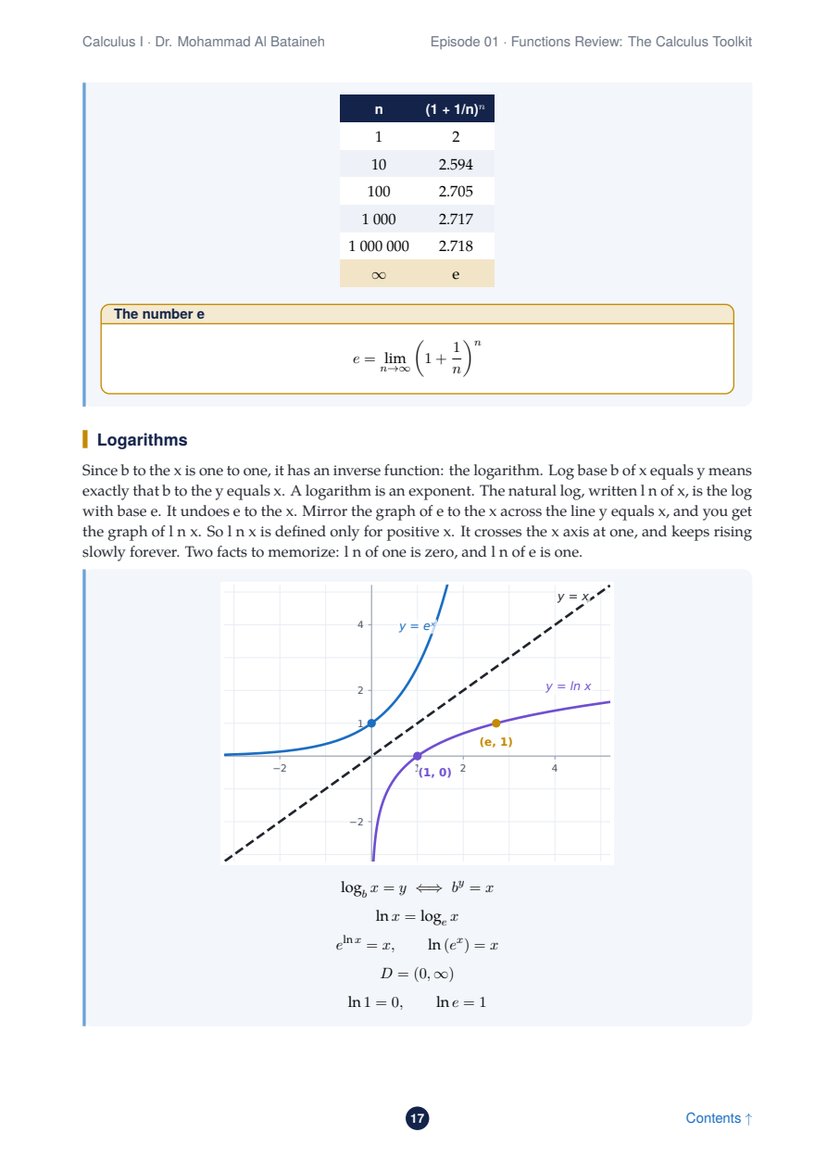 Calculus I · Dr. Mohammad Al Bataineh
Episode 01 · Functions Review: The Calculus Toolkit
n (1 + 1/n)ⁿ
1 2
10 2.594
100 2.705
1 000 2.717
1 000 000 2.718
∞ e
The number e
e = lim_{n→∞} (1 + 1/n)ⁿ
Logarithms
Since b to the x is one to one, it has an inverse function: the logarithm. Log base b of x equals y means
exactly that b to the y equals x. A logarithm is an exponent. The natural log, written l n of x, is the log
with base e. It undoes e to the x. Mirror the graph of e to the x across the line y equals x, and you get
the graph of l n x. So l n x is defined only for positive x. It crosses the x axis at one, and keeps rising
slowly forever. Two facts to memorize: l n of one is zero, and l n of e is one.
y = x
4
y = eˣ
y = ln x
2
1
(e, 1)
−2 1 2 4
(1, 0)
−2
log_b x = y ⟺ b^y = x
ln x = log_e x
e^{ln x} = x, ln (e^x) = x
D = (0, ∞)
ln 1 = 0, ln e = 1
17
Contents ↑